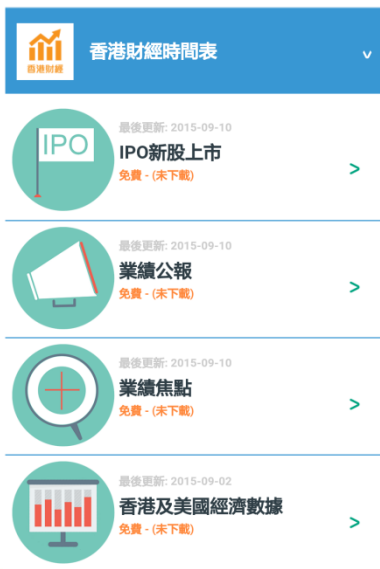 香港財經
香港財經時間表
最後更新: 2015-09-10
IPO
IPO新股上市
免費 - (未下載)
最後更新: 2015-09-10
業績公報
免費 - (未下載)
最後更新: 2015-09-10
業績焦點
免費 - (未下載)
最後更新: 2015-09-02
香港及美國經濟數據
免費 - (未下載)